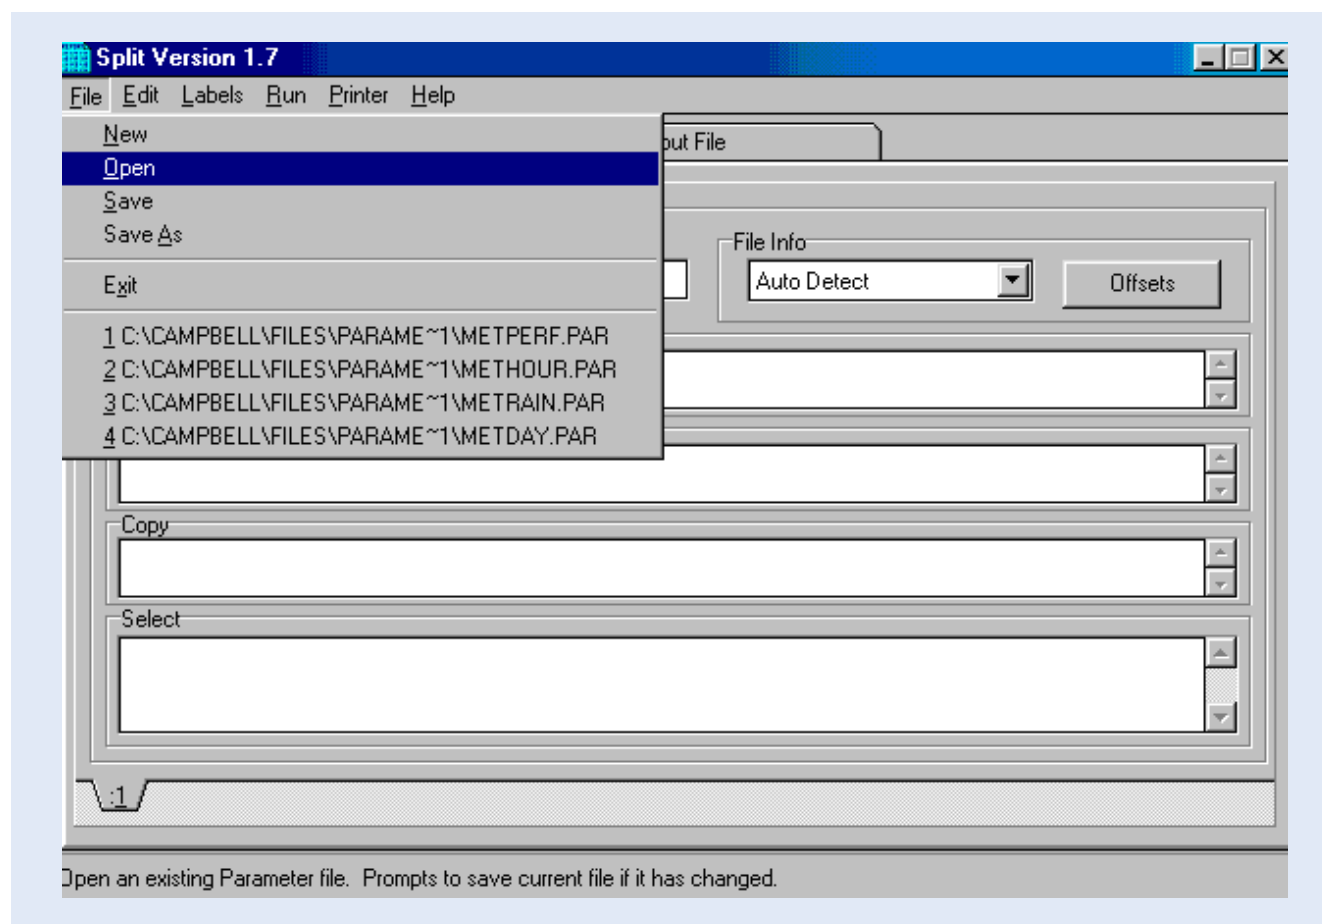 Split Version 1.7
File Edit Labels Run Printer Help
New
Open
Save
Save As
Exit
1 C:\CAMPBELL\FILES\PARAME~1\METPERF.PAR
2 C:\CAMPBELL\FILES\PARAME~1\METHOUR.PAR
3 C:\CAMPBELL\FILES\PARAME~1\METRAIN.PAR
4 C:\CAMPBELL\FILES\PARAME~1\METDAY.PAR
File
File Info
Auto Detect
Offsets
Copy
Select
:1
Open an existing Parameter file. Prompts to save current file if it has changed.